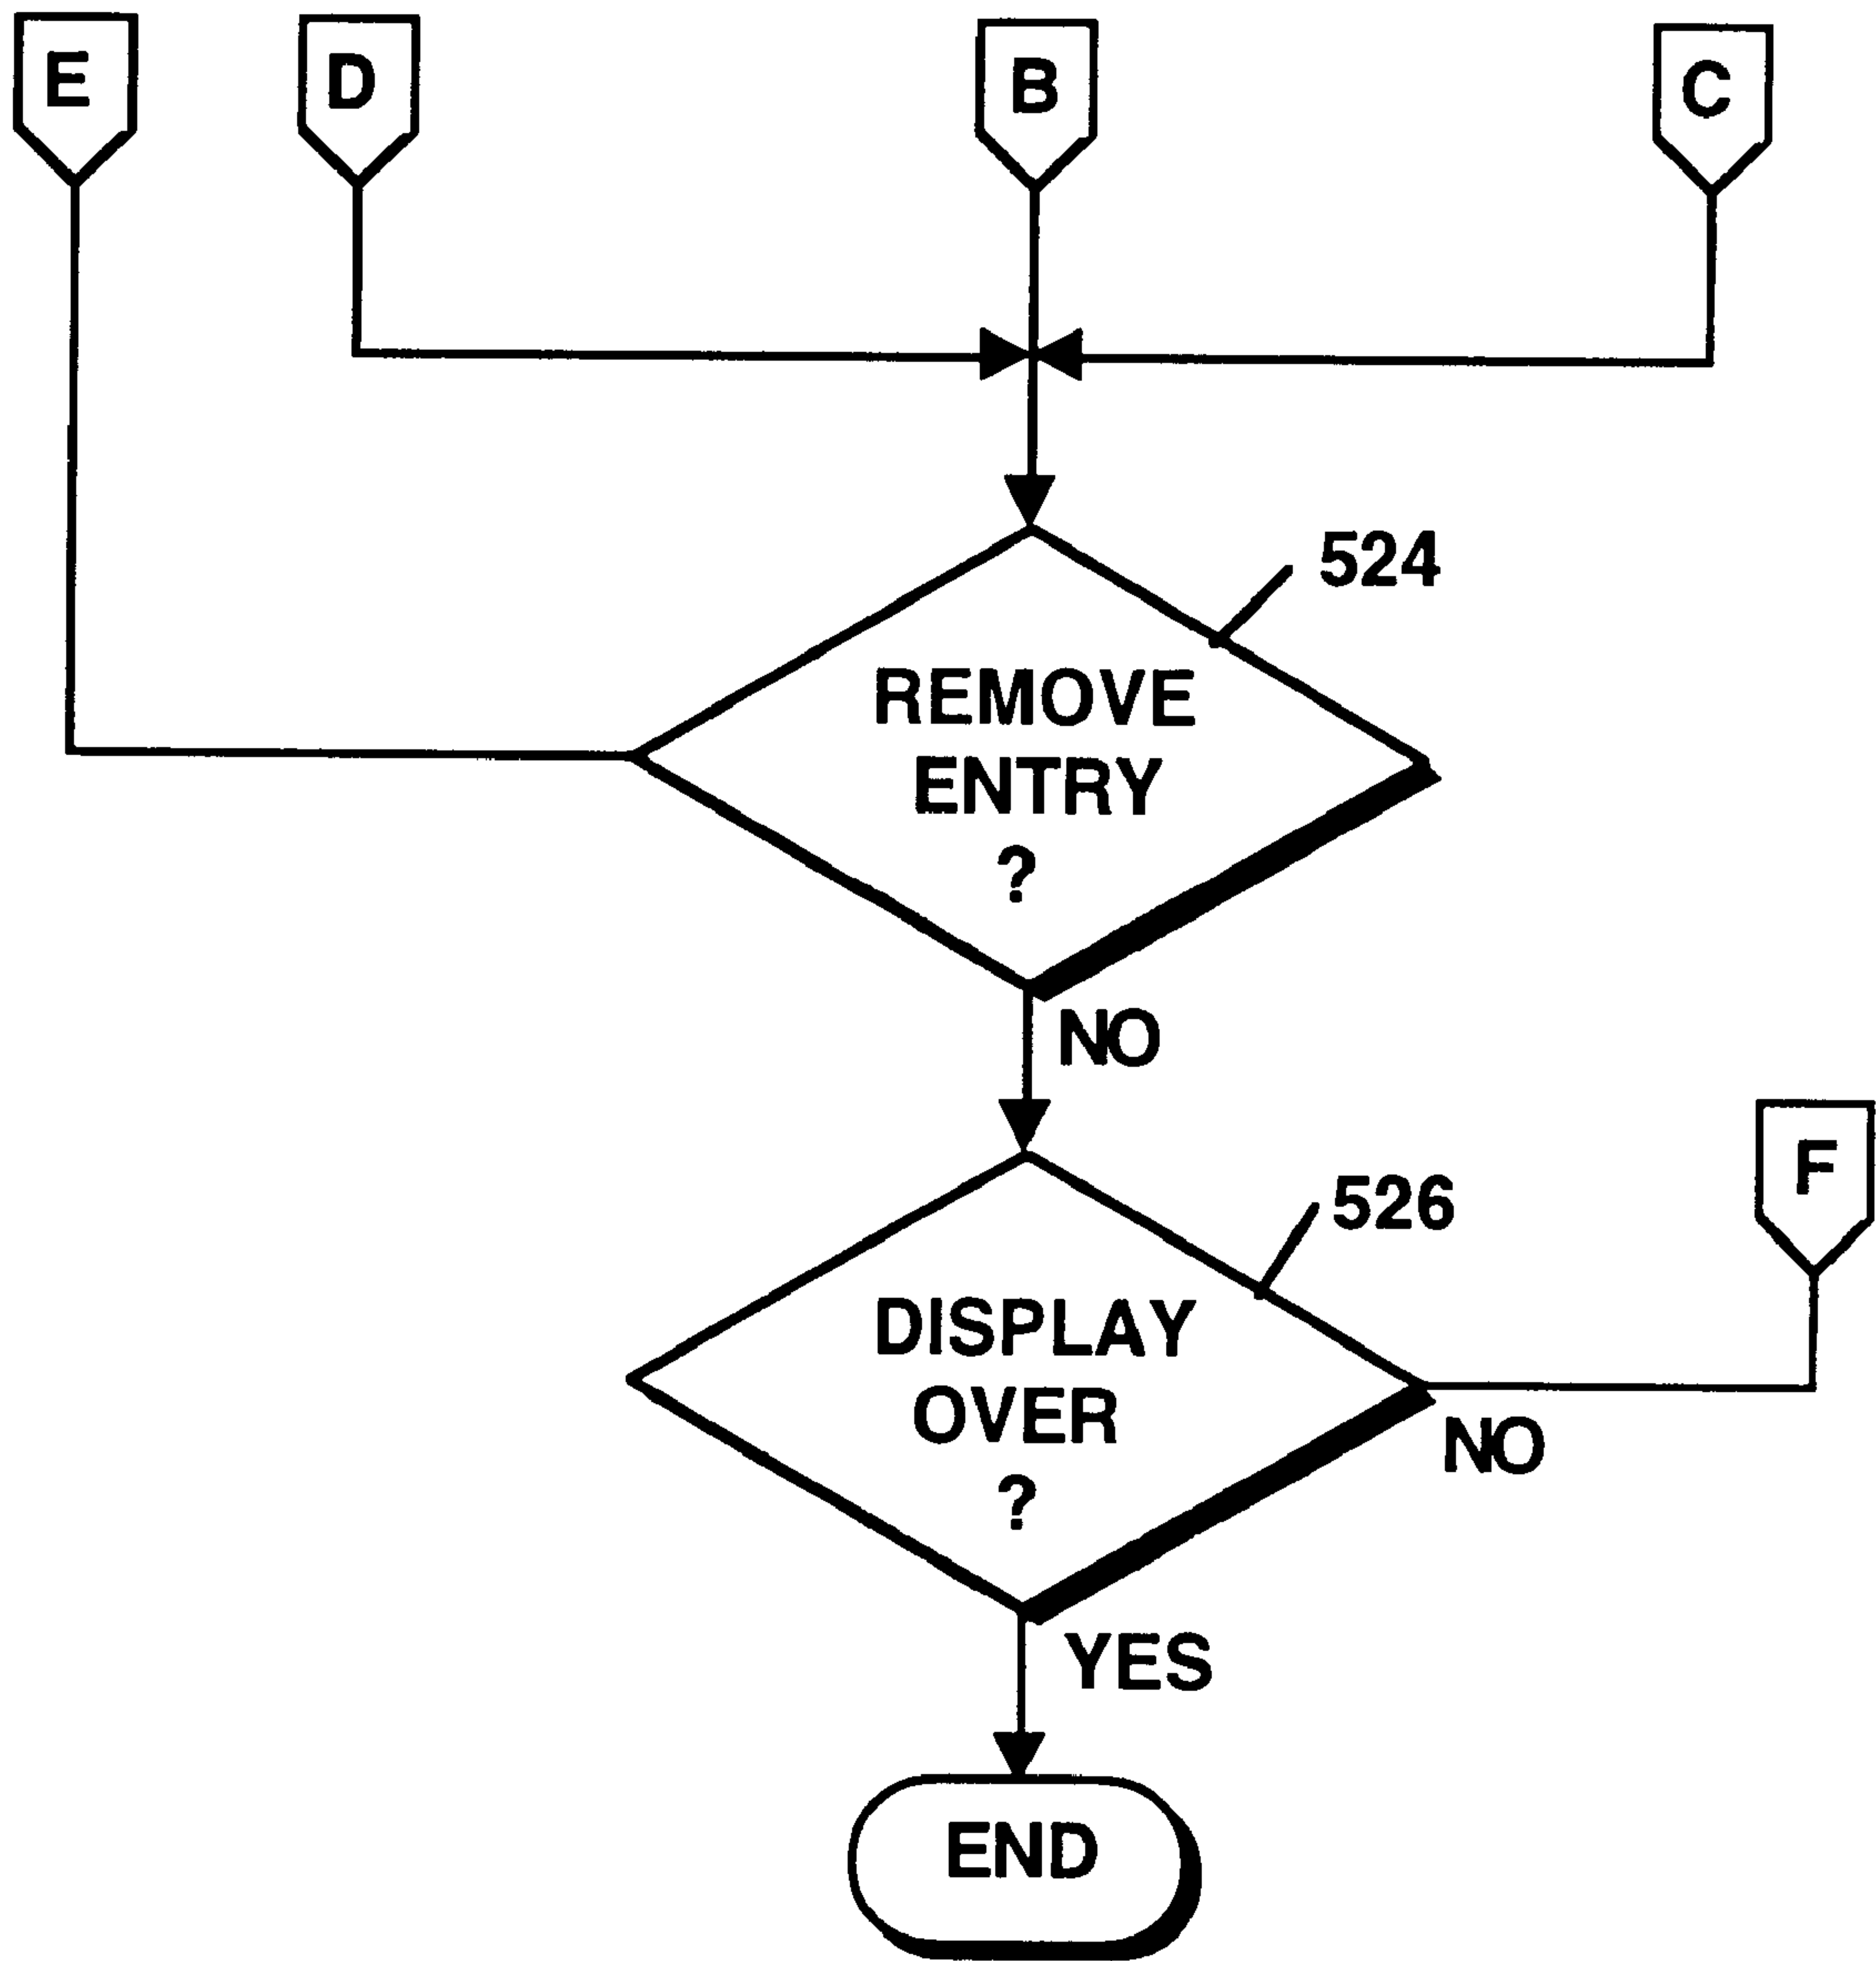 E
D
B
C
524
REMOVE
ENTRY
?
NO
F
526
DISPLAY
OVER
?
NO
YES
END